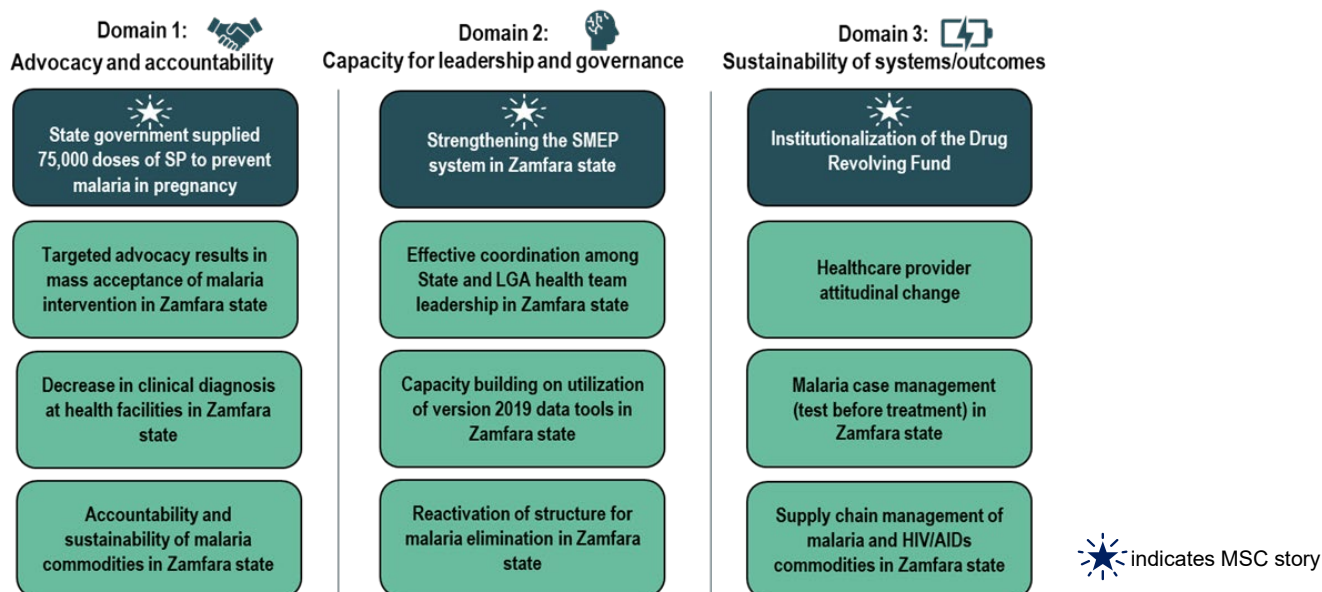 Domain 1:
Advocacy and accountability
State government supplied
75,000 doses of SP to prevent
malaria in pregnancy
Targeted advocacy results in
mass acceptance of malaria
intervention in Zamfara state
Decrease in clinical diagnosis
at health facilities in Zamfara
state
Accountability and
sustainability of malaria
commodities in Zamfara state
Domain 2:
Capacity for leadership and governance
Strengthening the SMEP
system in Zamfara state
Effective coordination among
State and LGA health team
leadership in Zamfara state
Capacity building on utilization
of version 2019 data tools in
Zamfara state
Reactivation of structure for
malaria elimination in Zamfara
state
Domain 3:
Sustainability of systems/outcomes
Institutionalization of the Drug
Revolving Fund
Healthcare provider
attitudinal change
Malaria case management
(test before treatment) in
Zamfara state
Supply chain management of
malaria and HIV/AIDs
commodities in Zamfara state
indicates MSC story